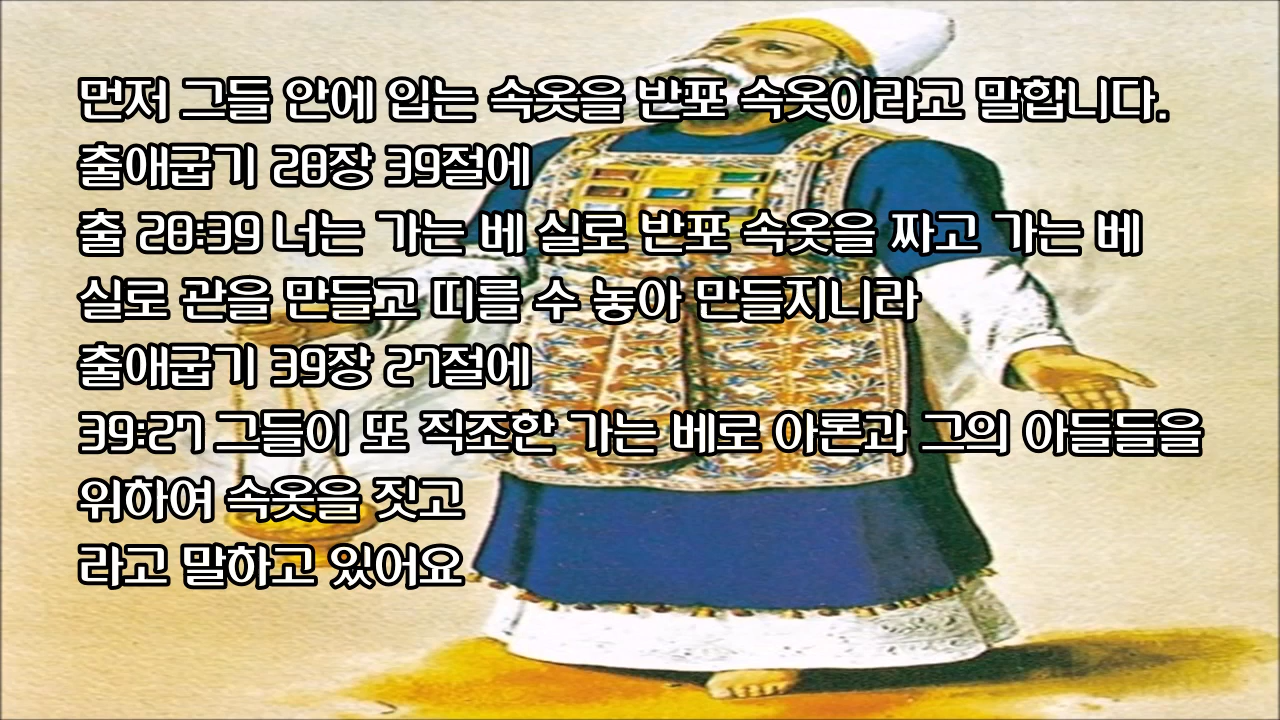 먼저 그들 안에 입는 속옷을 반포 속옷이라고 말합니다.
출애굽기 28장 39절에
출 28:39 너는 가는 베 실로 반포 속옷을 짜고 가는 베
실로 관을 만들고 띠를 수 놓아 만들지니라
출애굽기 39장 27절에
39:27 그들이 또 직조한 가는 베로 아론과 그의 아들들을
위하여 속옷을 짓고
라고 말하고 있어요